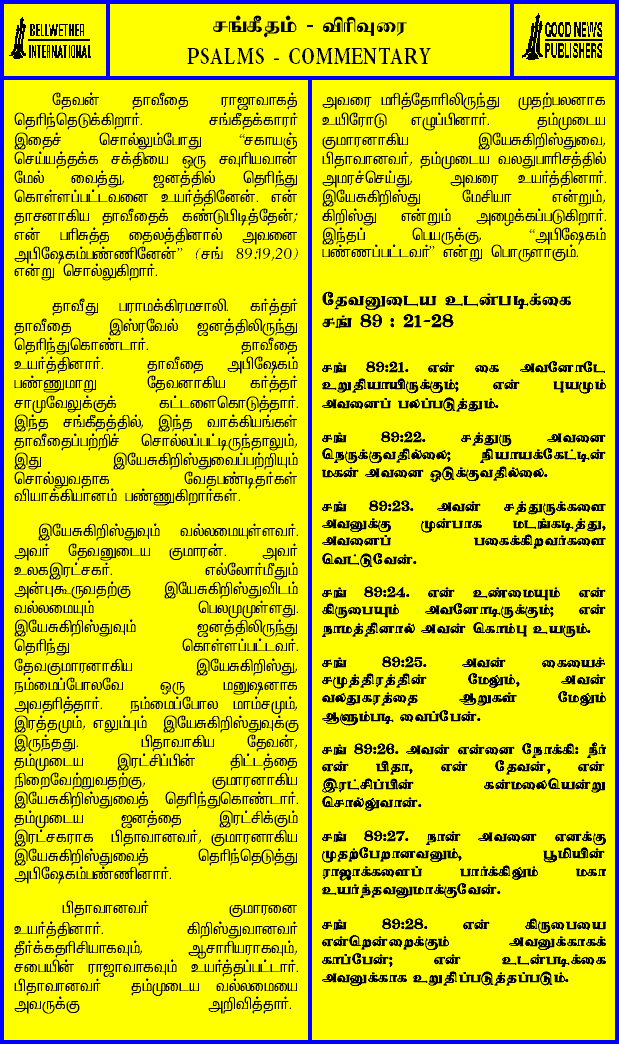 BELLWETHER
INTERNATIONAL
சங்கீதம் - விரிவுரை
PSALMS - COMMENTARY
GOOD NEWS
PUBLISHERS
தேவன் தாவீதை ராஜாவாகத்
தெரிந்தெடுக்கிறார். சங்கீதக்காரர்
இதைச் சொல்லும்போது “சகாயஞ்
செய்யத்தக்க சக்தியை ஒரு சவுரியவான்
மேல் வைத்து, ஜனத்தில் தெரிந்து
கொள்ளப்பட்டவனை உயர்த்தினேன். என்
தாசனாகிய தாவீதைக் கண்டுபிடித்தேன்;
என் பரிசுத்த தைலத்தினால் அவனை
அபிஷேகம்பண்ணினேன்” (சங் 89:19,20)
என்று சொல்லுகிறார்.
தாவீது பராமக்கிரமசாலி. கர்த்தர்
தாவீதை இஸ்ரவேல் ஜனத்திலிருந்து
தெரிந்துகொண்டார். தாவீதை
உயர்த்தினார். தாவீதை அபிஷேகம்
பண்ணுமாறு தேவனாகிய கர்த்தர்
சாமுவேலுக்குக் கட்டளைகொடுத்தார்.
இந்த சங்கீதத்தில், இந்த வாக்கியங்கள்
தாவீதைப்பற்றிச் சொல்லப்பட்டிருந்தாலும்,
இது இயேசுகிறிஸ்துவைப்பற்றியும்
சொல்லுவதாக வேதபண்டிதர்கள்
வியாக்கியானம் பண்ணுகிறார்கள்.
இயேசுகிறிஸ்துவும் வல்லமையுள்ளவர்.
அவர் தேவனுடைய குமாரன். அவர்
உலகஇரட்சகர். எல்லோர்மீதும்
அன்புகூருவதற்கு இயேசுகிறிஸ்துவிடம்
வல்லமையும் பெலமுமுள்ளது.
இயேசுகிறிஸ்துவும் ஜனத்திலிருந்து
தெரிந்து கொள்ளப்பட்டவர்.
தேவகுமாரனாகிய இயேசுகிறிஸ்து,
நம்மைப்போலவே ஒரு மனுஷனாக
அவதரித்தார். நம்மைப்போல மாம்சமும்,
இரத்தமும், எலும்பும் இயேசுகிறிஸ்துவுக்கு
இருந்தது. பிதாவாகிய தேவன்,
தம்முடைய இரட்சிப்பின் திட்டத்தை
நிறைவேற்றுவதற்கு, குமாரனாகிய
இயேசுகிறிஸ்துவைத் தெரிந்துகொண்டார்.
தம்முடைய ஜனத்தை இரட்சிக்கும்
இரட்சகராக பிதாவானவர், குமாரனாகிய
இயேசுகிறிஸ்துவைத் தெரிந்தெடுத்து
அபிஷேகம்பண்ணினார்.
பிதாவானவர் குமாரனை
உயர்த்தினார். கிறிஸ்துவானவர்
தீர்க்கதரிசியாகவும், ஆசாரியராகவும்,
சபையின் ராஜாவாகவும் உயர்த்தப்பட்டார்.
பிதாவானவர் தம்முடைய வல்லமையை
அவருக்கு அறிவித்தார்.
அவரை மரித்தோரிலிருந்து முதற்பலனாக
உயிரோடு எழுப்பினார். தம்முடைய
குமாரனாகிய இயேசுகிறிஸ்துவை,
பிதாவானவர், தம்முடைய வலதுபாரிசத்தில்
அமரச்செய்து, அவரை உயர்த்தினார்.
இயேசுகிறிஸ்து மேசியா என்றும்,
கிறிஸ்து என்றும் அழைக்கப்படுகிறார்.
இந்தப் பெயருக்கு, “அபிஷேகம்
பண்ணப்பட்டவர்” என்று பொருளாகும்.
தேவனுடைய உடன்படிக்கை
சங் 89 : 21-28
சங் 89:21. என் கை அவனோடே
உறுதியாயிருக்கும்; என் புயமும்
அவனைப் பலப்படுத்தும்.
சங் 89:22. சத்துரு அவனை
நெருக்குவதில்லை; நியாயக்கேட்டின்
மகன் அவனை ஒடுக்குவதில்லை.
சங் 89:23. அவன் சத்துருக்களை
அவனுக்கு முன்பாக மடங்கடித்து,
அவனைப் பகைக்கிறவர்களை
வெட்டுவேன்.
சங் 89:24. என் உண்மையும் என்
கிருபையும் அவனோடிருக்கும்; என்
நாமத்தினால் அவன் கொம்பு உயரும்.
சங் 89:25. அவன் கையைச்
சமுத்திரத்தின் மேலும், அவன்
வலதுகரத்தை ஆறுகள் மேலும்
ஆளும்படி வைப்பேன்.
சங் 89:26. அவன் என்னை நோக்கி: நீர்
என் பிதா, என் தேவன், என்
இரட்சிப்பின் கன்மலையென்று
சொல்லுவான்.
சங் 89:27. நான் அவனை எனக்கு
முதற்பேறானவனும், பூமியின்
ராஜாக்களைப் பார்க்கிலும் மகா
உயர்ந்தவனுமாக்குவேன்.
சங் 89:28. என் கிருபையை
என்றென்றைக்கும் அவனுக்காகக்
காப்பேன்; என் உடன்படிக்கை
அவனுக்காக உறுதிப்படுத்தப்படும்.